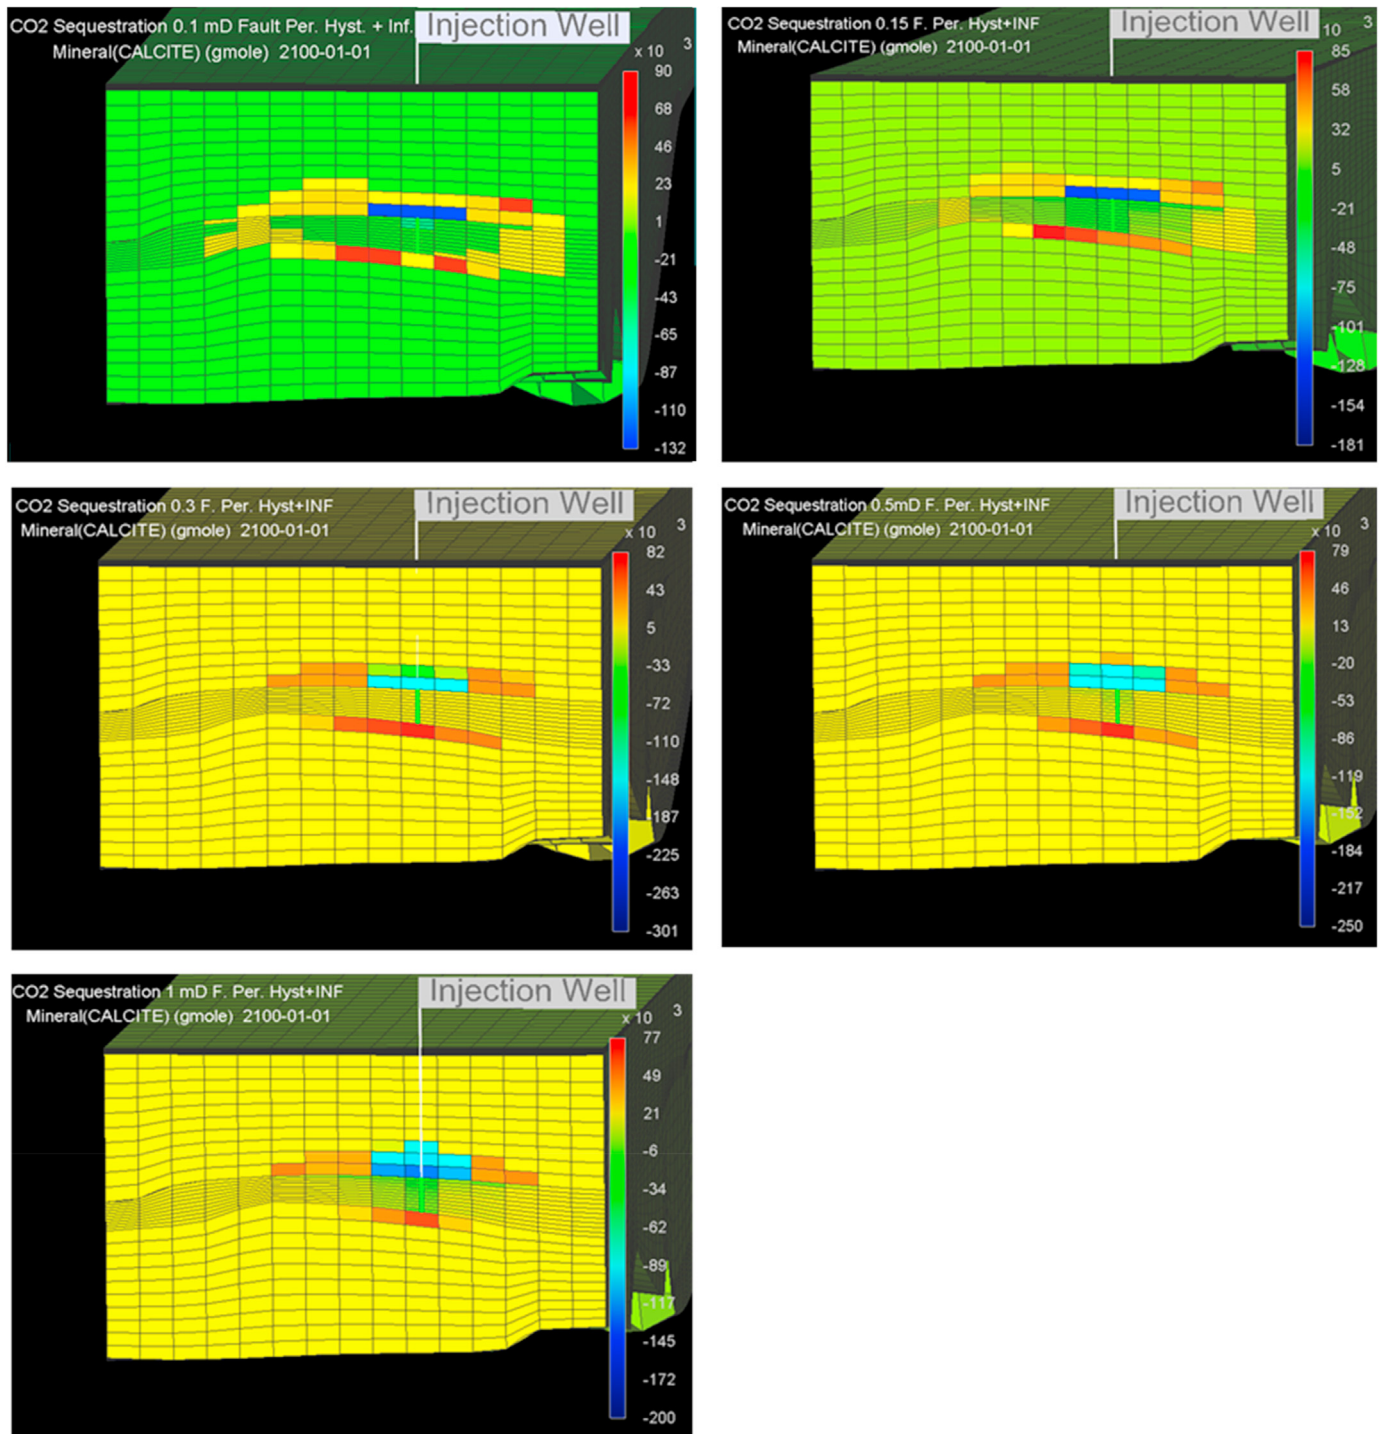 CO2 Sequestration 0.1 mD Fault Per. Hyst. + Inf.
Injection Well
Mineral(CALCITE) (gmole) 2100-01-01
x 10 3
90
68
46
23
1
-21
-43
-65
-87
-110
-132
CO2 Sequestration 0.15 F. Per. Hyst+INF
Injection Well
Mineral(CALCITE) (gmole) 2100-01-01
10 3
85
58
32
5
-21
-48
-75
-101
-128
-154
-181
CO2 Sequestration 0.3 F. Per. Hyst+INF
Injection Well
Mineral(CALCITE) (gmole) 2100-01-01
x 10 3
82
43
5
-33
-72
-110
-148
187
-225
-263
-301
CO2 Sequestration 0.5mD F. Per. Hyst+INF
Injection Well
Mineral(CALCITE) (gmole) 2100-01-01
x 10 3
79
46
13
-20
-53
-86
-119
-152
-184
-217
-250
CO2 Sequestration 1 mD F. Per. Hyst+INF
Injection Well
Mineral(CALCITE) (gmole) 2100-01-01
x 10 3
77
49
21
-6
-34
-62
-89
-117
-145
-172
-200